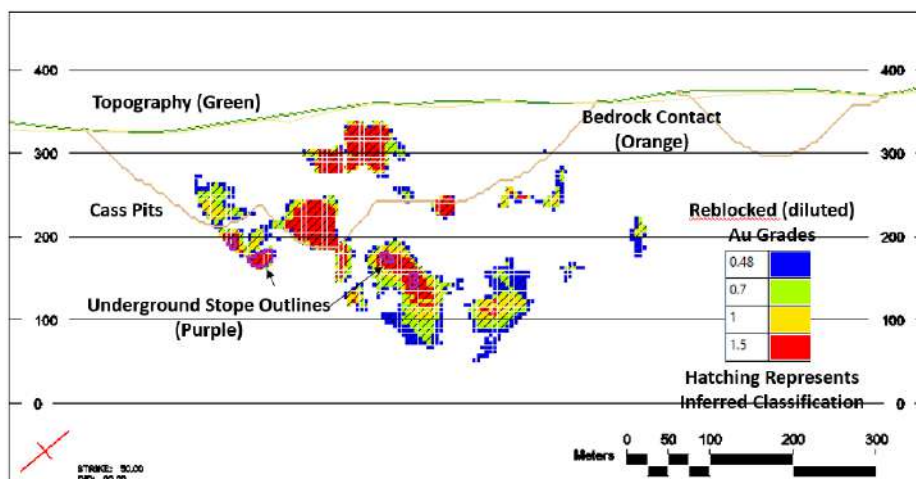 400
400
Topography (Green)
Bedrock Contact
(Orange)
300
300
Cass Pits
Reblocked (diluted)
Au Grades
200
200
0.48
0.7
1
1.5
Underground Stope Outlines
(Purple)
100
100
Hatching Represents
Inferred Classification
0
0
0 50 100 200 300
Meters
STRIKE: 50.00